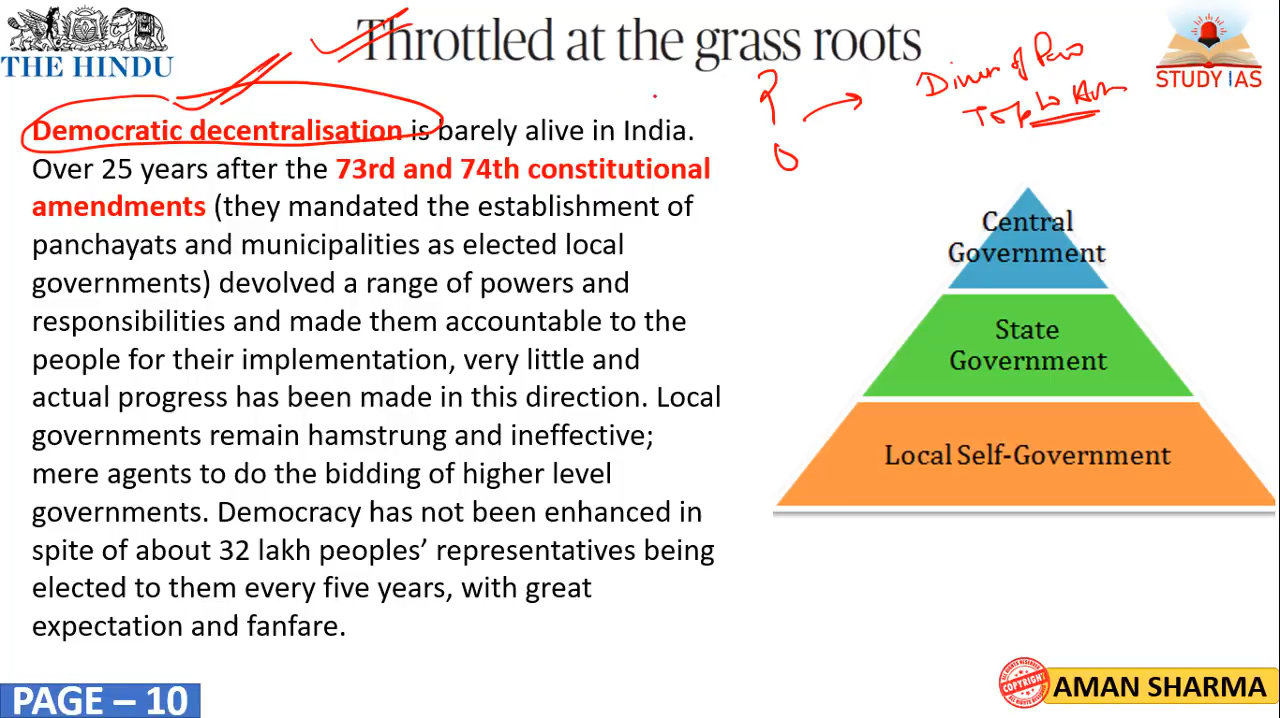 THE HINDU
Throttled at the grass roots
STUDY IAS
Democratic decentralisation is barely alive in India.
Over 25 years after the 73rd and 74th constitutional
amendments (they mandated the establishment of
panchayats and municipalities as elected local
governments) devolved a range of powers and
responsibilities and made them accountable to the
people for their implementation, very little and
actual progress has been made in this direction. Local
governments remain hamstrung and ineffective;
mere agents to do the bidding of higher level
governments. Democracy has not been enhanced in
spite of about 32 lakh peoples’ representatives being
elected to them every five years, with great
expectation and fanfare.
Central
Government
State
Government
Local Self-Government
PAGE – 10
COPYRIGHT
AMAN SHARMA